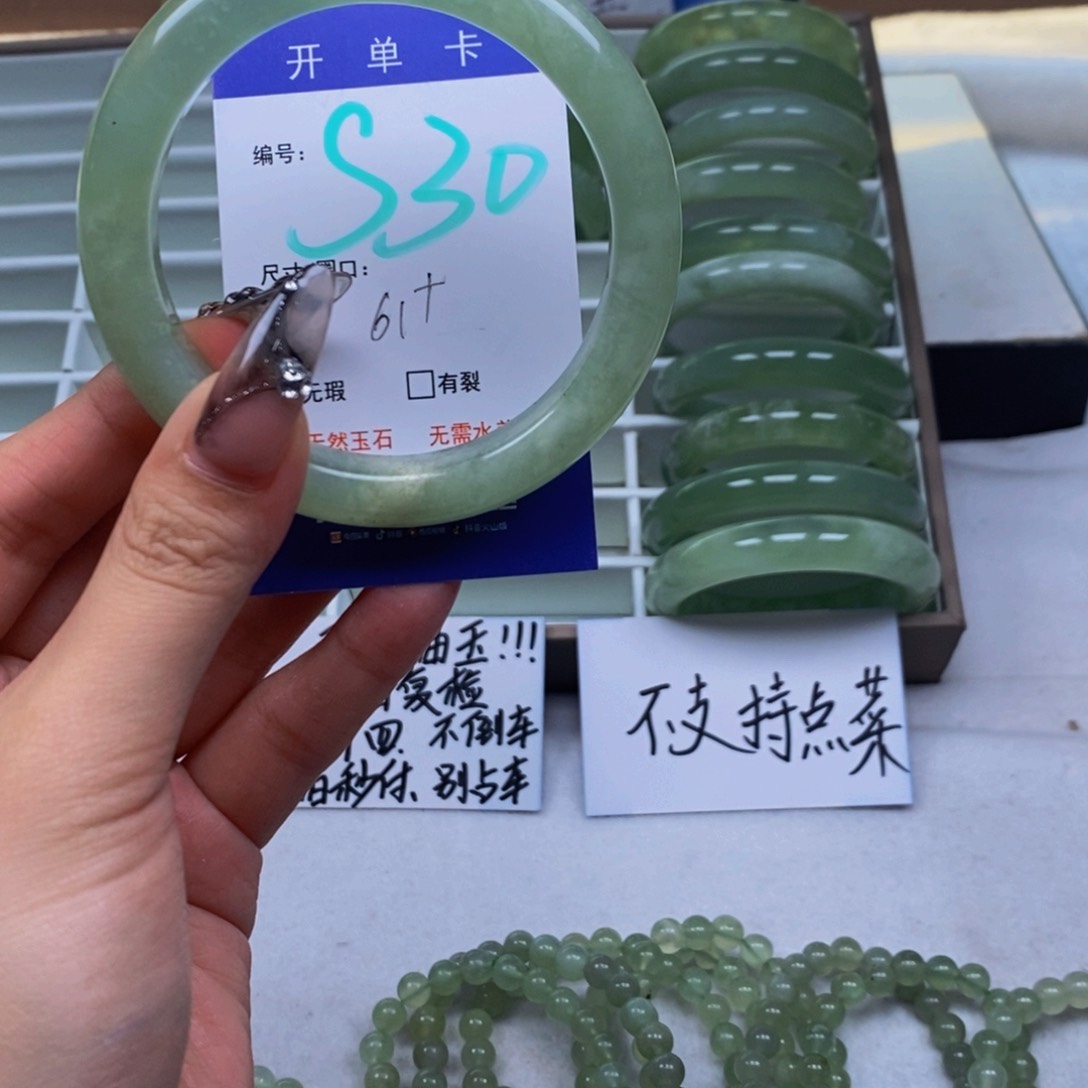 开单卡
编号：
S30
尺寸圈口：
61+
无瑕 □有裂
天然玉石 无需水洗
油玉!!!
复检
不倒车
秒付、别占车
不支持点菜